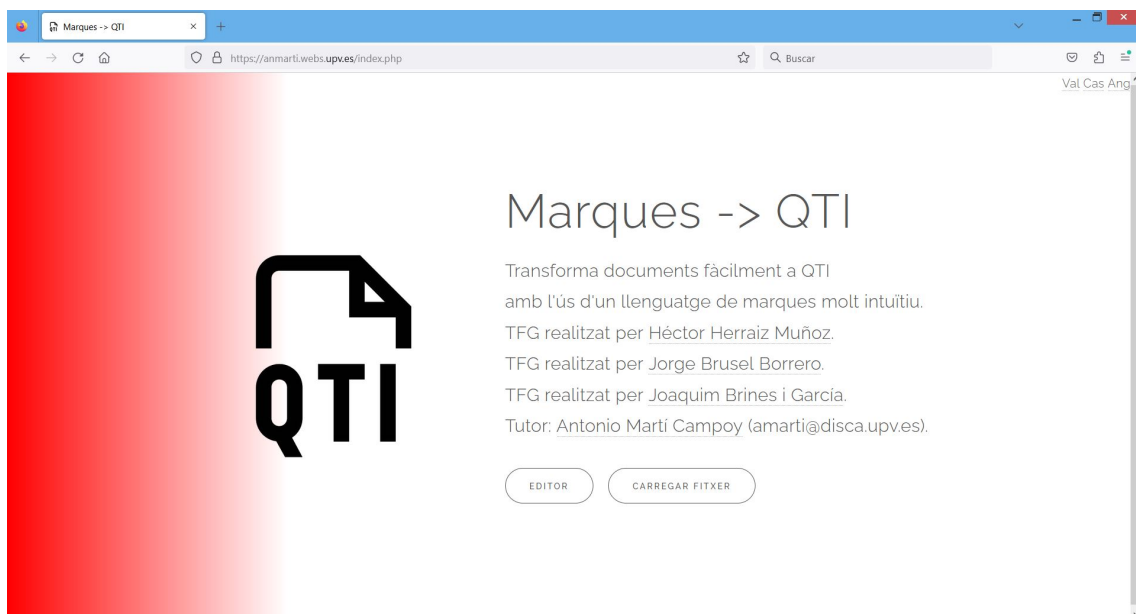 Marques -> QTI
https://anmarti.webs.upv.es/index.php
Buscar
Val Cas Ang
Marques -> QTI
Transforma documents fàcilment a QTI
amb l'ús d'un llenguatge de marques molt intuïtiu.
TFG realitzat per Héctor Herraiz Muñoz.
TFG realitzat per Jorge Brusel Borrero.
TFG realitzat per Joaquim Brines i García.
Tutor: Antonio Martí Campoy (amarti@disca.upv.es).
QTI
EDITOR
CARREGAR FITXER